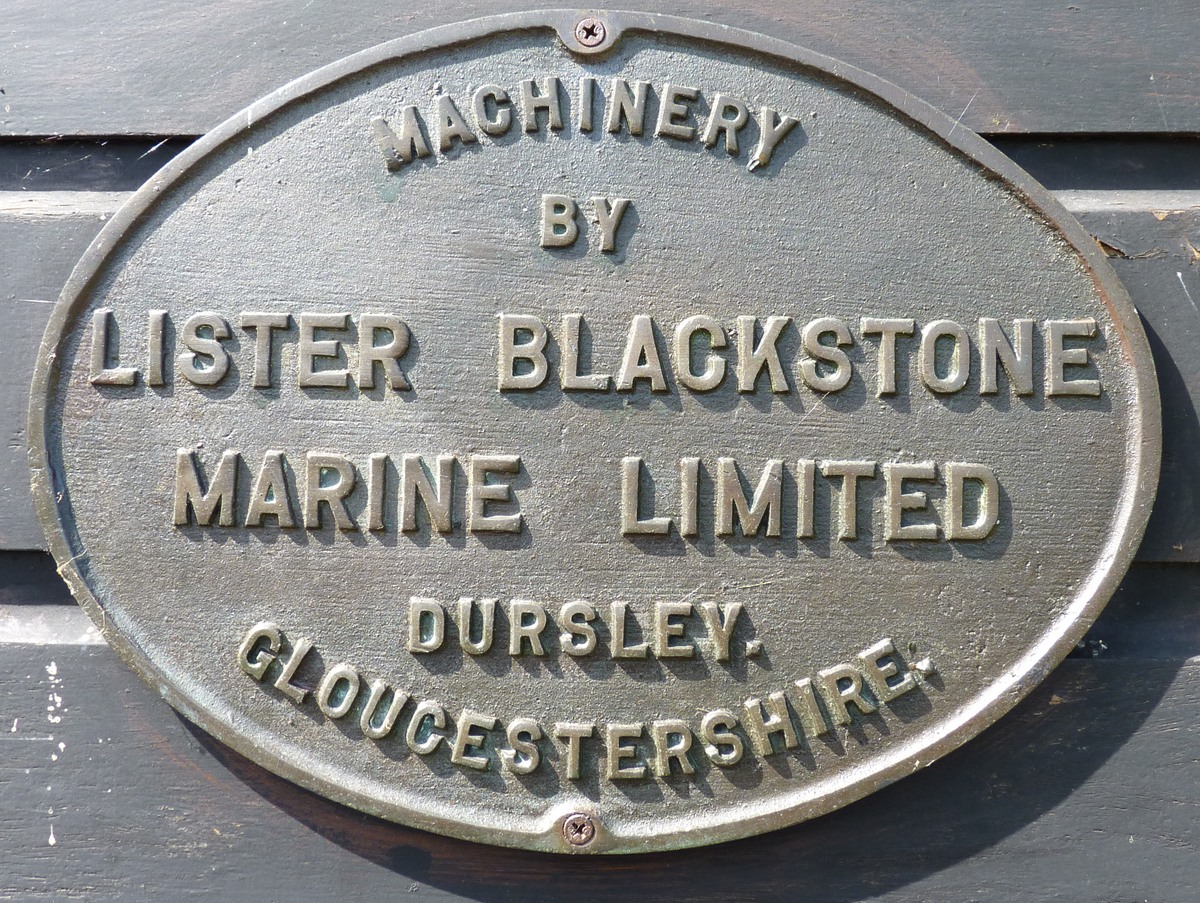 MACHINERY
BY
LISTER BLACKSTONE
MARINE LIMITED
DURSLEY.
GLOUCESTERSHIRE.